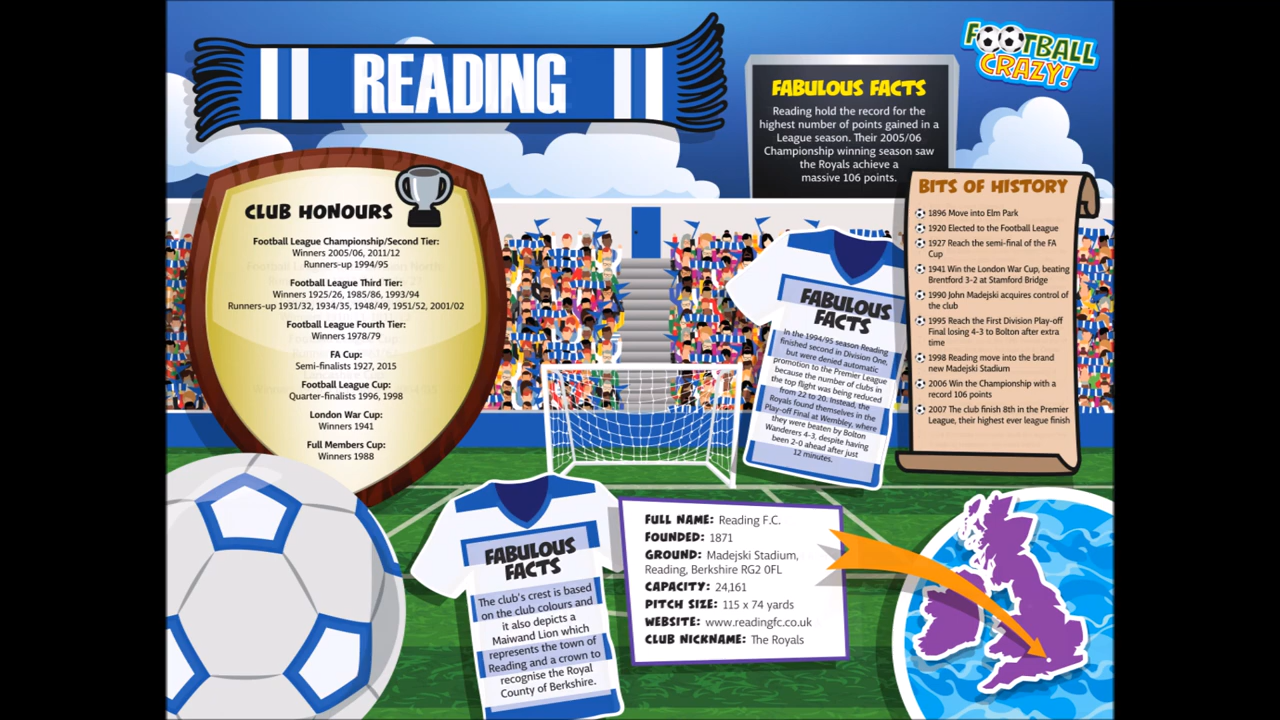 READING
FOOTBALL
CRAZY!
FABULOUS FACTS
Reading hold the record for the
highest number of points gained in a
League season. Their 2005/06
Championship winning season saw
the Royals achieve a
massive 106 points.
CLUB HONOURS
Football League Championship/Second Tier:
Winners 2005/06, 2011/12
Runners-up 1994/95
Football League Third Tier:
Winners 1925/26, 1985/86, 1993/94
Runners-up 1931/32, 1934/35, 1948/49, 1951/52, 2001/02
Football League Fourth Tier:
Winners 1978/79
FA Cup:
Semi-finalists 1927, 2015
Football League Cup:
Quarter-finalists 1996, 1998
London War Cup:
Winners 1941
Full Members Cup:
Winners 1988
BITS OF HISTORY
1896 Move into Elm Park
1920 Elected to the Football League
1927 Reach the semi-final of the FA
Cup
1941 Win the London War Cup, beating
Brentford 3-2 at Stamford Bridge
1990 John Madejski acquires control of
the club
1995 Reach the First Division Play-off
Final losing 4-3 to Bolton after extra
time
1998 Reading move into the brand
new Madejski Stadium
2006 Win the Championship with a
record 106 points
2007 The club finish 8th in the Premier
League, their highest ever league finish
FABULOUS
FACTS
In the 1994/95 season Reading
finished second in Division One,
but were denied automatic
promotion to the Premier League
because the number of clubs in
the top flight was being reduced
from 22 to 20. Instead, the
Royals found themselves in the
Play-off Final at Wembley, where
they were beaten by Bolton
Wanderers 4-3, despite having
been 2-0 ahead after just
12 minutes.
FABULOUS
FACTS
The club's crest is based
on the club colours and
it also depicts a
Maiwand Lion which
represents the town of
Reading and a crown to
recognise the Royal
County of Berkshire.
FULL NAME: Reading F.C.
FOUNDED: 1871
GROUND: Madejski Stadium,
Reading, Berkshire RG2 0FL
CAPACITY: 24,161
PITCH SIZE: 115 x 74 yards
WEBSITE: www.readingfc.co.uk
CLUB NICKNAME: The Royals